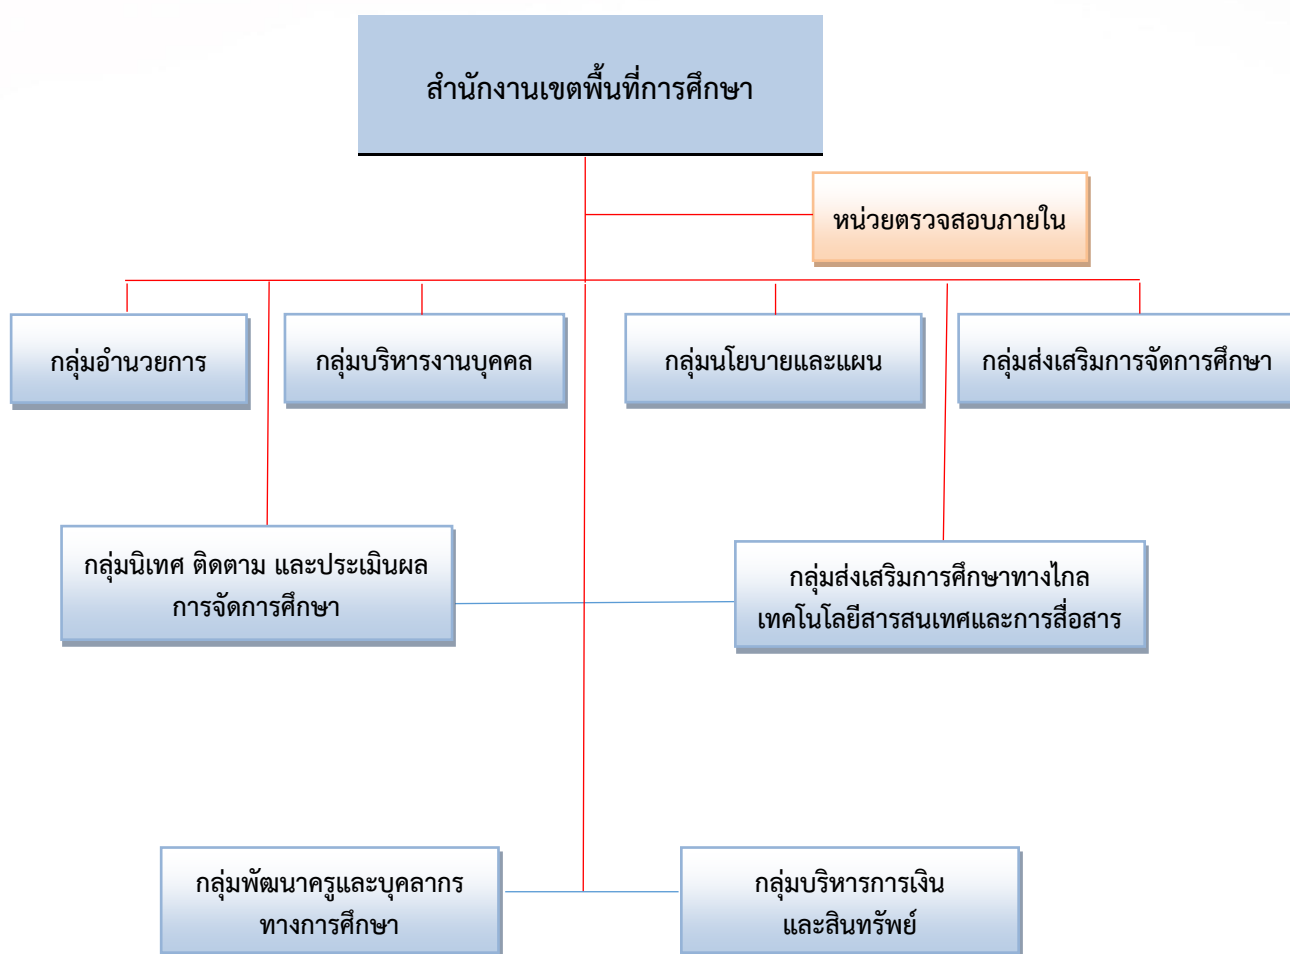 สำนักงานเขตพื้นที่การศึกษา
หน่วยตรวจสอบภายใน
กลุ่มอำนวยการ
กลุ่มบริหารงานบุคคล
กลุ่มนโยบายและแผน
กลุ่มส่งเสริมการจัดการศึกษา
กลุ่มนิเทศ ติดตาม และประเมินผล
การจัดการศึกษา
กลุ่มส่งเสริมการศึกษาทางไกล
เทคโนโลยีสารสนเทศและการสื่อสาร
กลุ่มพัฒนาครูและบุคลากร
ทางการศึกษา
กลุ่มบริหารการเงิน
และสินทรัพย์